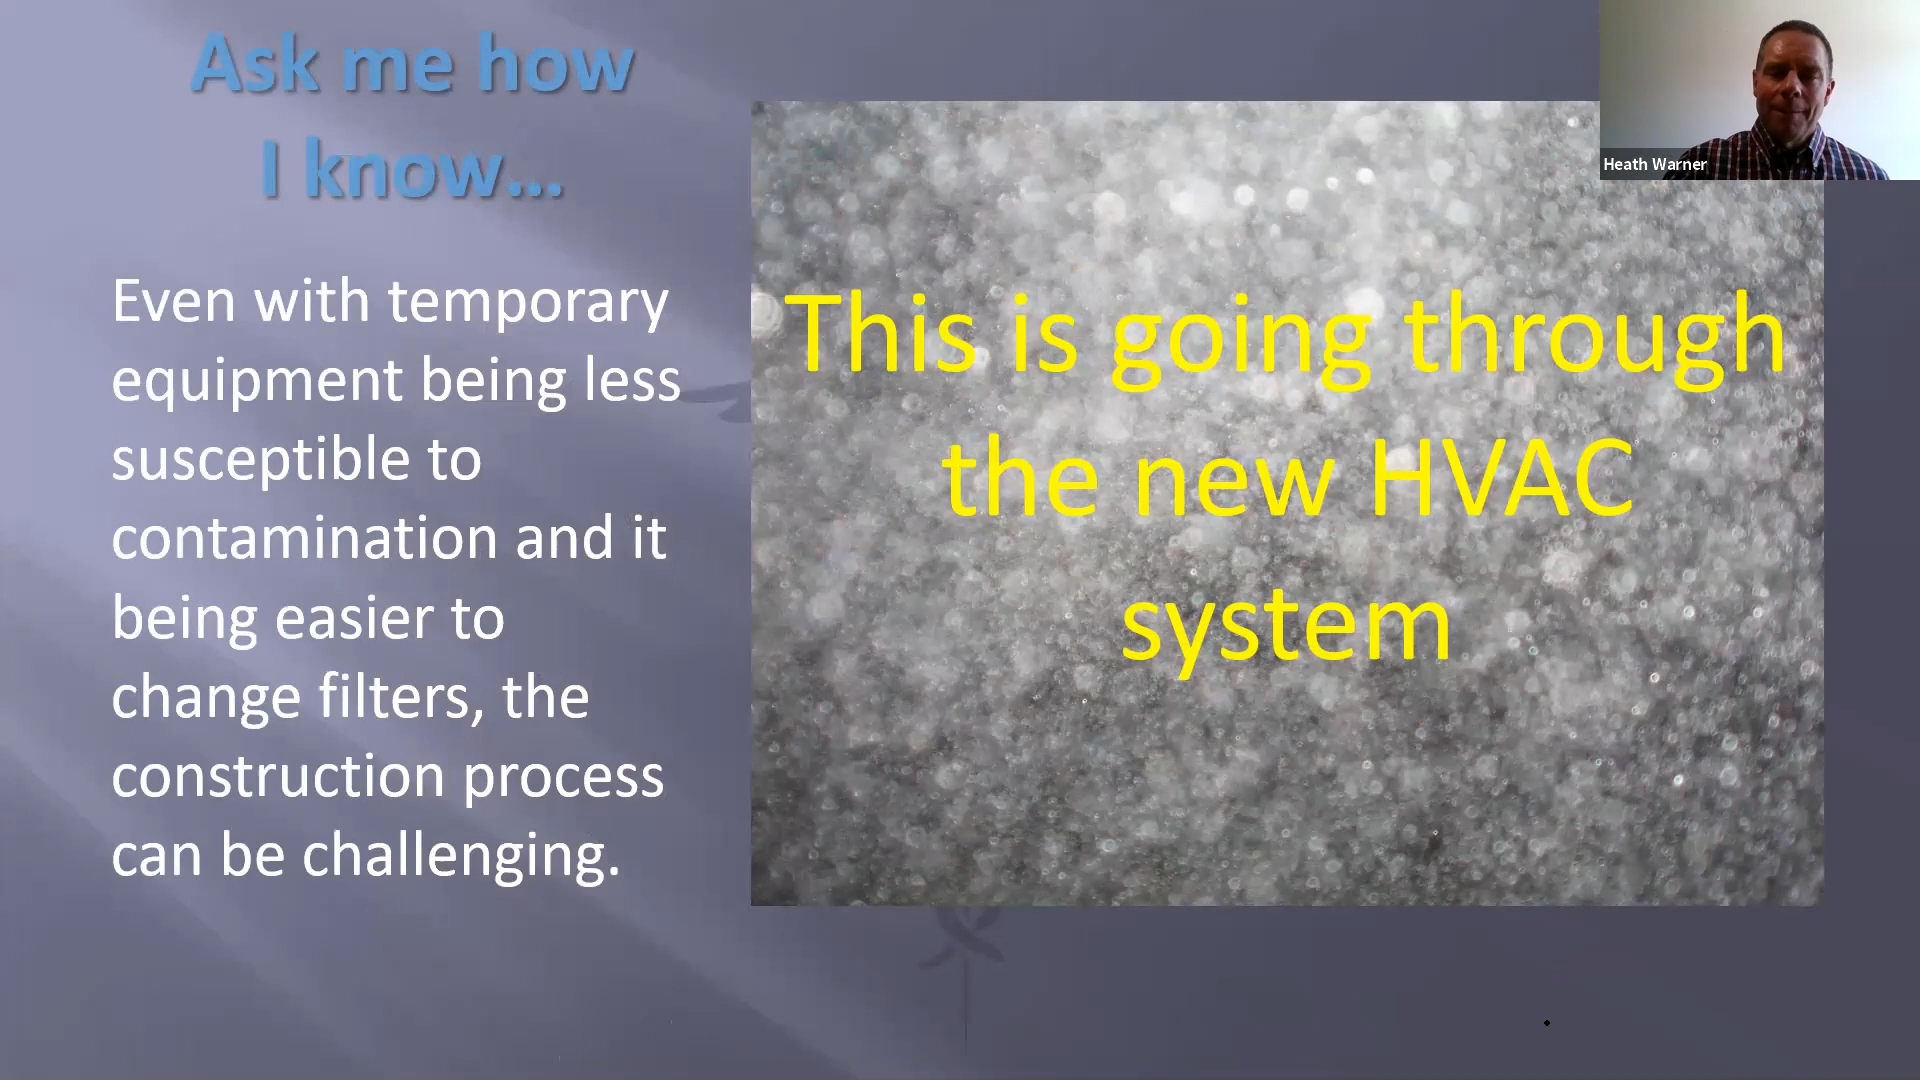 Ask me how
I know...
Even with temporary
equipment being less
susceptible to
contamination and it
being easier to
change filters, the
construction process
can be challenging.
This is going through
the new HVAC
system
Heath Warner